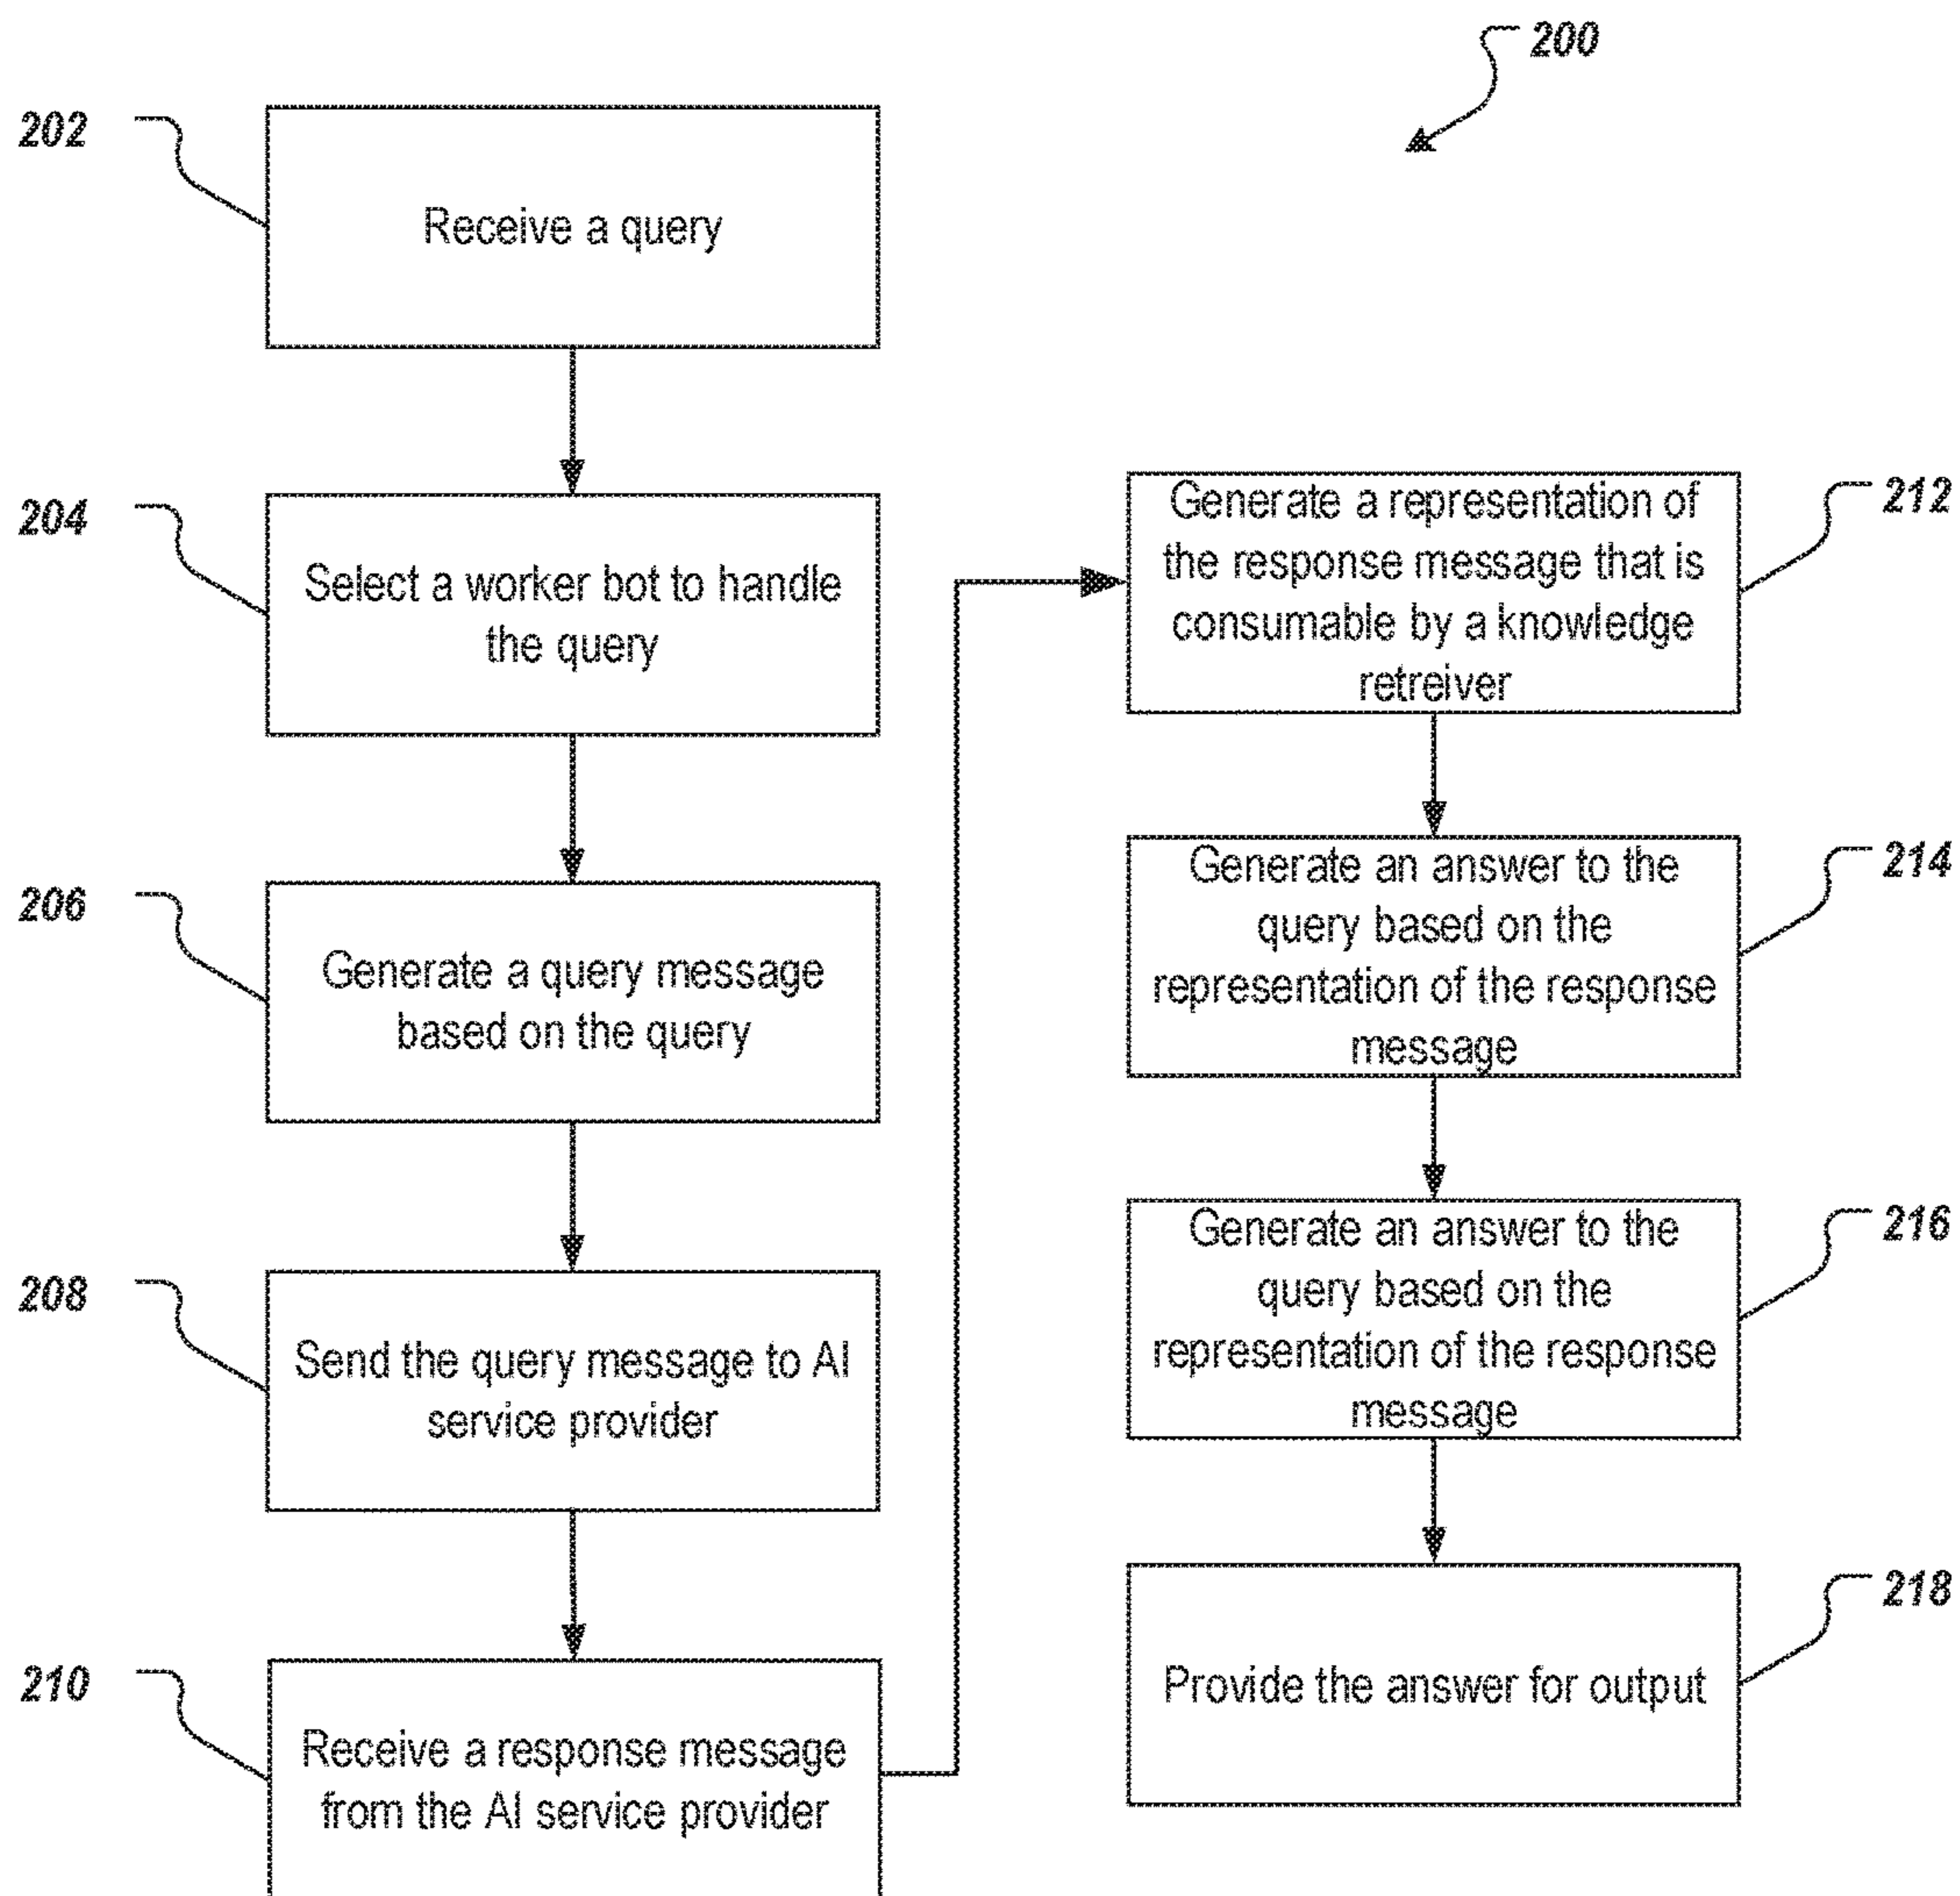 200
202
Receive a query
204
Select a worker bot to handle
the query
206
Generate a query message
based on the query
208
Send the query message to AI
service provider
210
Receive a response message
from the AI service provider
212
Generate a representation of
the response message that is
consumable by a knowledge
retreiver
214
Generate an answer to the
query based on the
representation of the response
message
216
Generate an answer to the
query based on the
representation of the response
message
218
Provide the answer for output